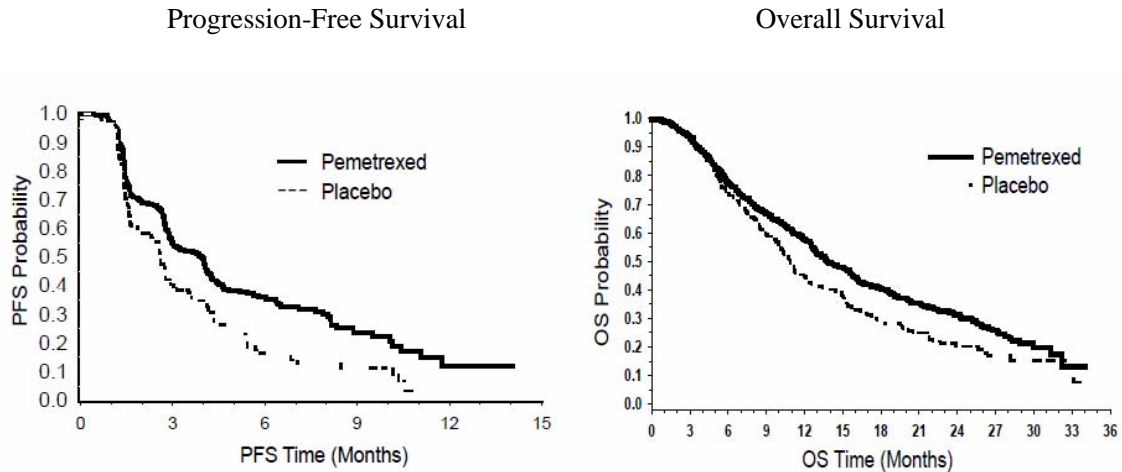 Progression-Free Survival
Overall Survival
1.0
0.9
0.8
0.7
0.6
0.5
0.4
0.3
0.2
0.1
0.0
PFS Probability
Pemetrexed
Placebo
0 3 6 9 12 15
PFS Time (Months)
1.0
0.9
0.8
0.7
0.6
0.5
0.4
0.3
0.2
0.1
0.0
OS Probability
Pemetrexed
Placebo
0 3 6 9 12 15 18 21 24 27 30 33 36
OS Time (Months)